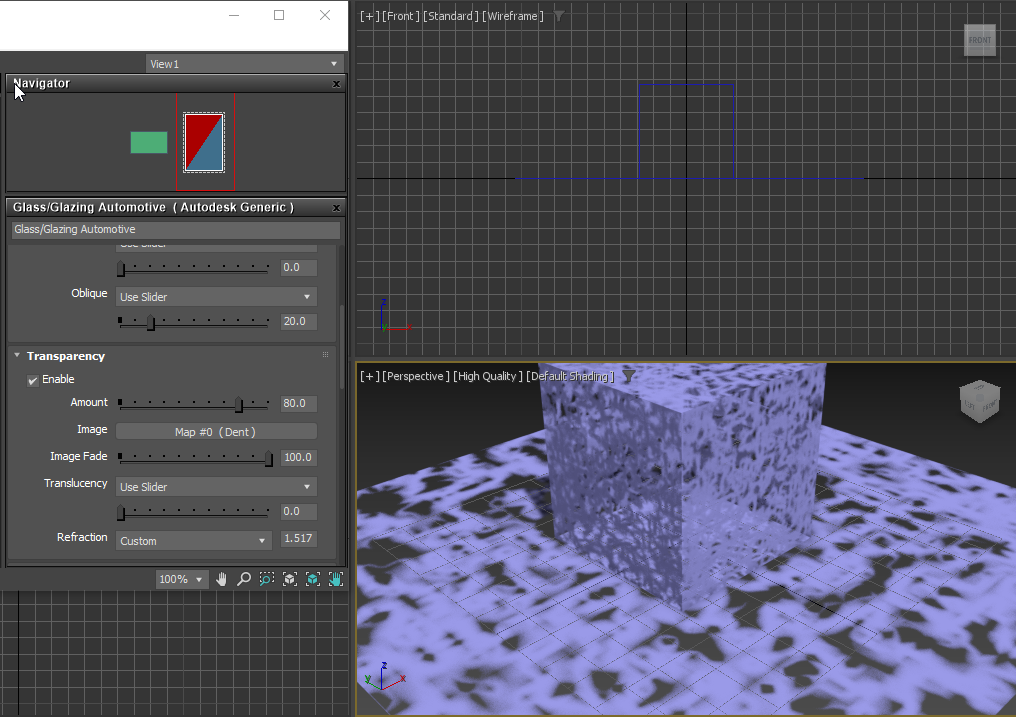 View1
Navigator
x
Glass/Glazing Automotive ( Autodesk Generic )
x
Glass/Glazing Automotive
Use Slider
0.0
Oblique
Use Slider
20.0
Transparency
Enable
Amount
80.0
Image
Map #0 (Dent)
Image Fade
100.0
Translucency
Use Slider
0.0
Refraction
Custom
1.517
100%
[+] [Front] [Standard] [Wireframe]
FRONT
z
y
x
[+] [Perspective] [High Quality] [Default Shading]
z
y
x